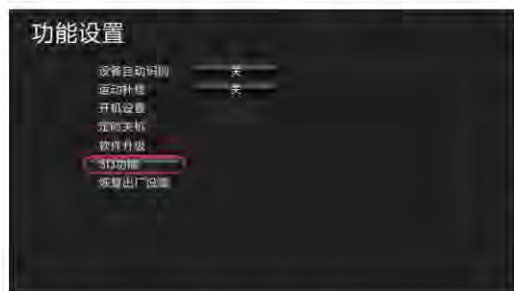 功能设置
设备自动识别 关
运动补偿 关
开机设置
定时关机
软件升级
3D功能
恢复出厂设置